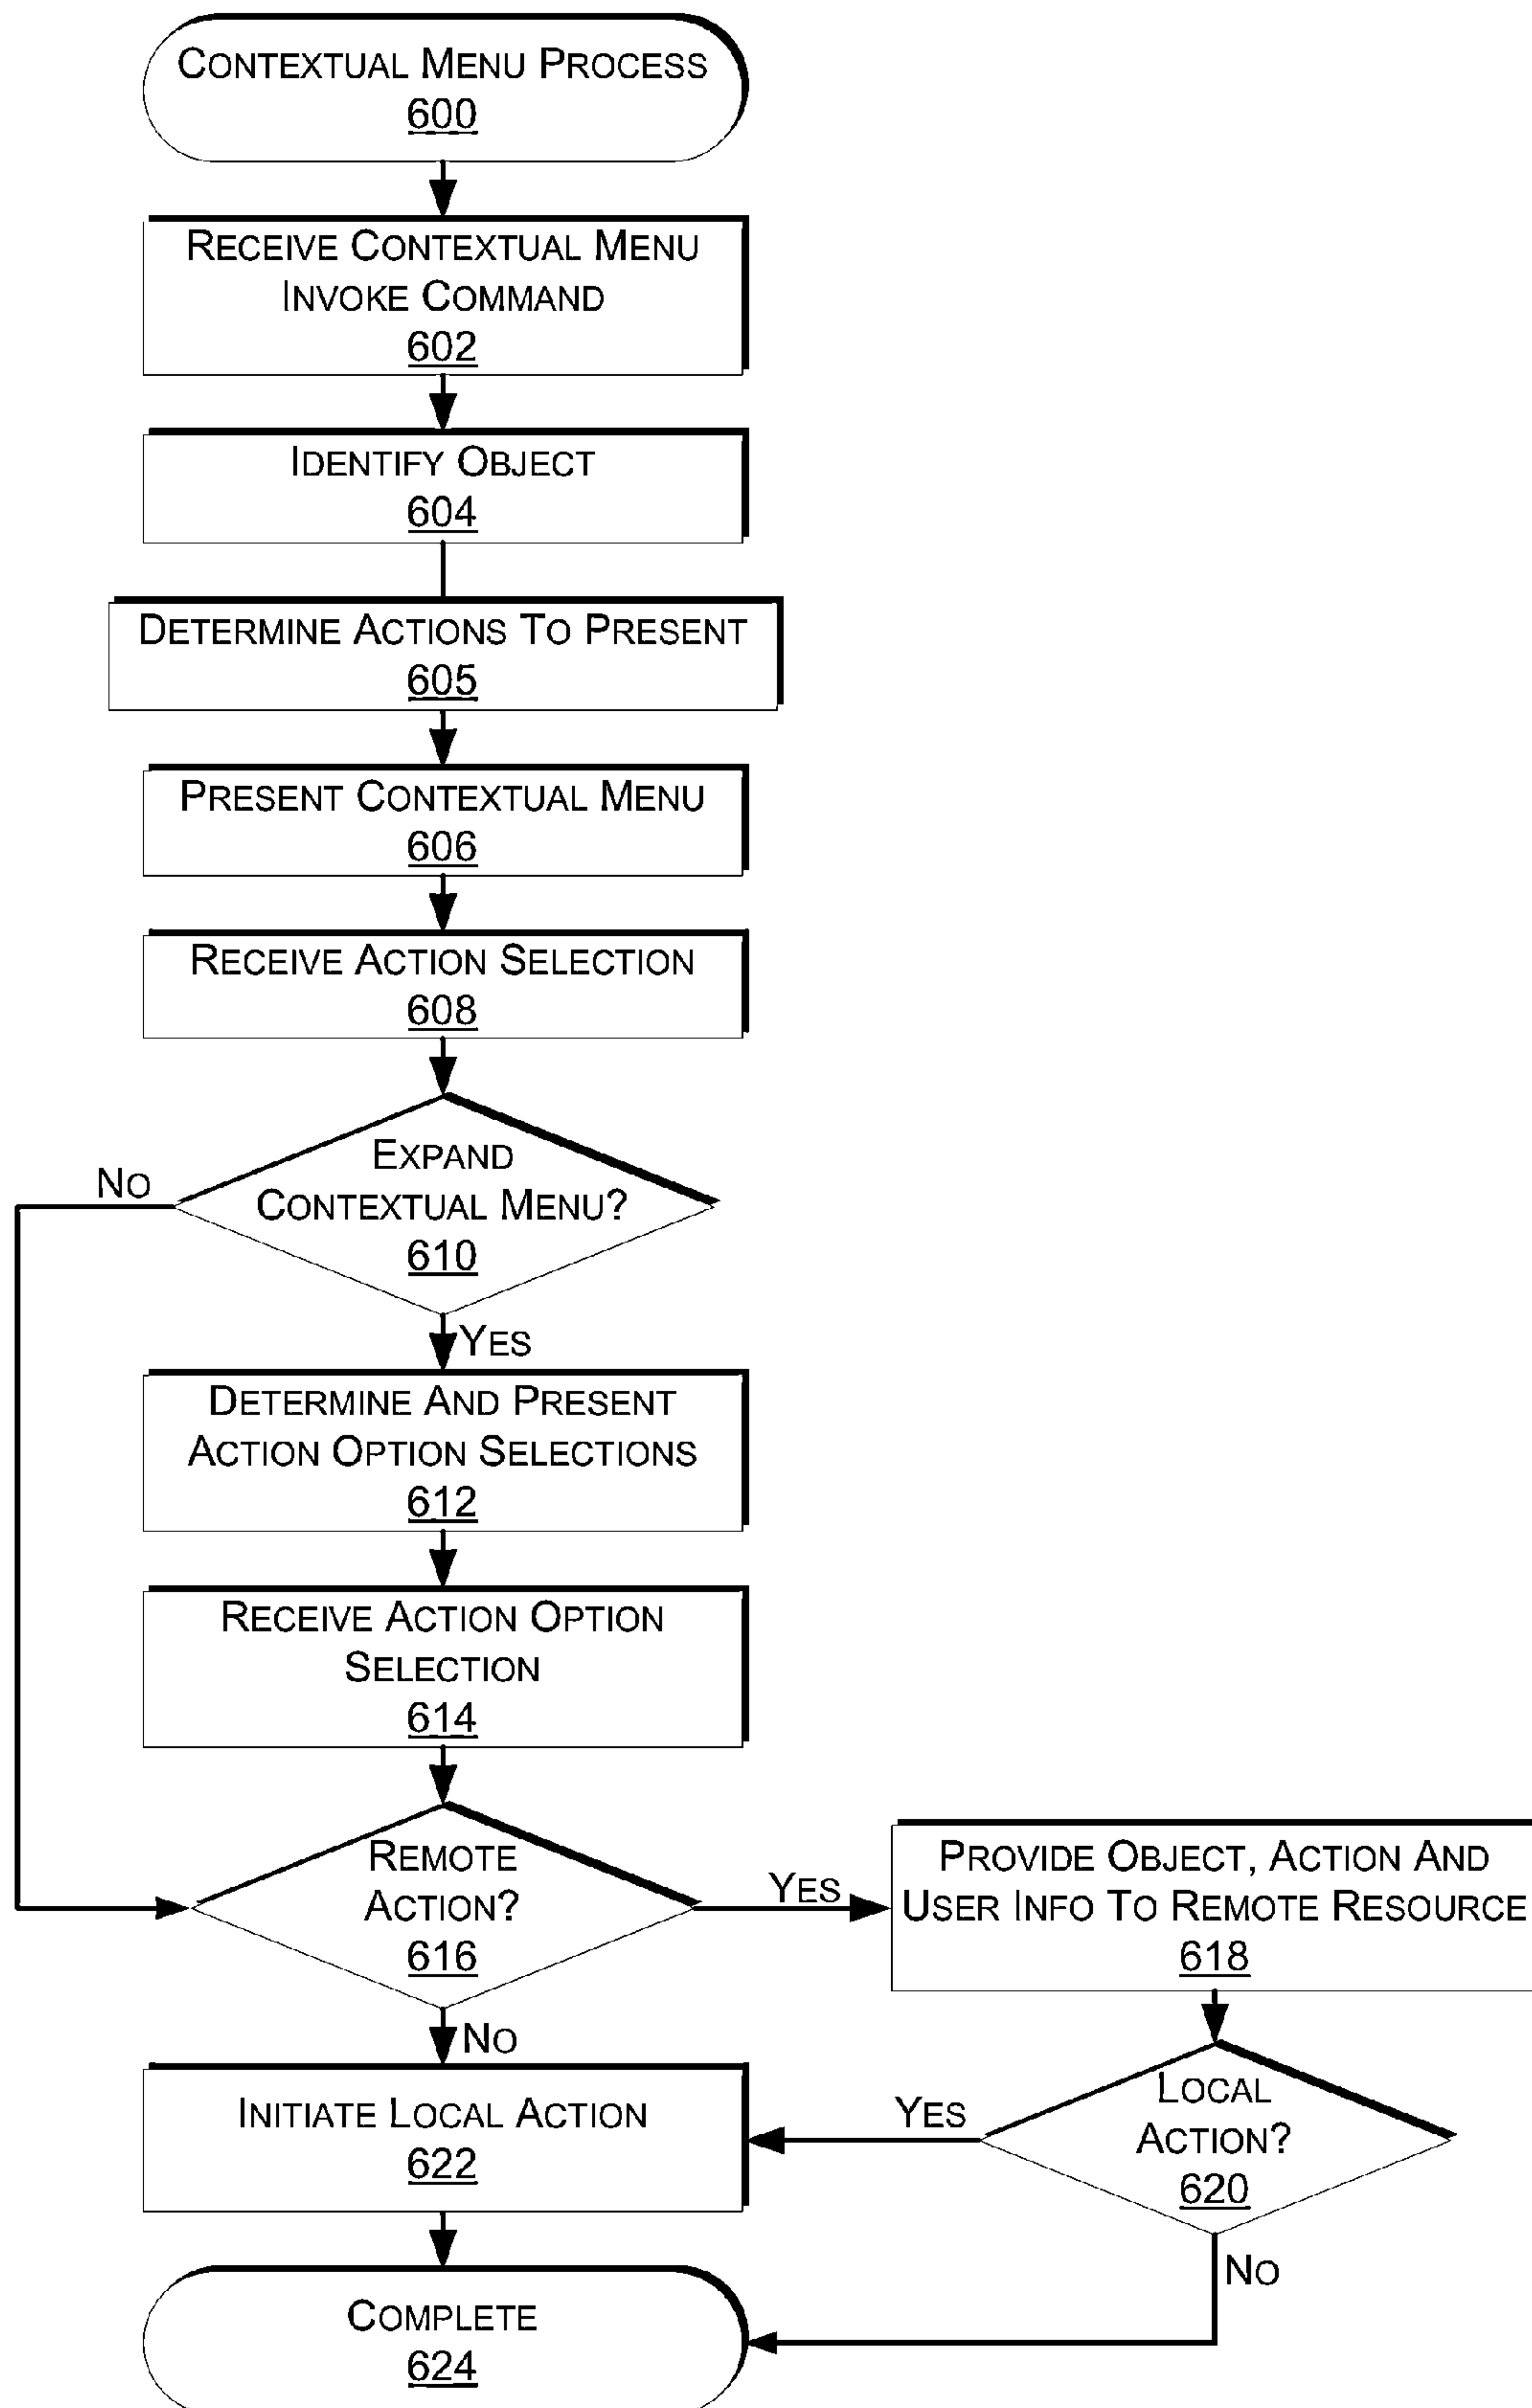 CONTEXTUAL MENU PROCESS
600
RECEIVE CONTEXTUAL MENU
INVOKE COMMAND
602
IDENTIFY OBJECT
604
DETERMINE ACTIONS TO PRESENT
605
PRESENT CONTEXTUAL MENU
606
RECEIVE ACTION SELECTION
608
EXPAND
CONTEXTUAL MENU?
610
NO
YES
DETERMINE AND PRESENT
ACTION OPTION SELECTIONS
612
RECEIVE ACTION OPTION
SELECTION
614
REMOTE
ACTION?
616
YES
PROVIDE OBJECT, ACTION AND
USER INFO TO REMOTE RESOURCE
618
NO
LOCAL
ACTION?
620
YES
INITIATE LOCAL ACTION
622
NO
COMPLETE
624